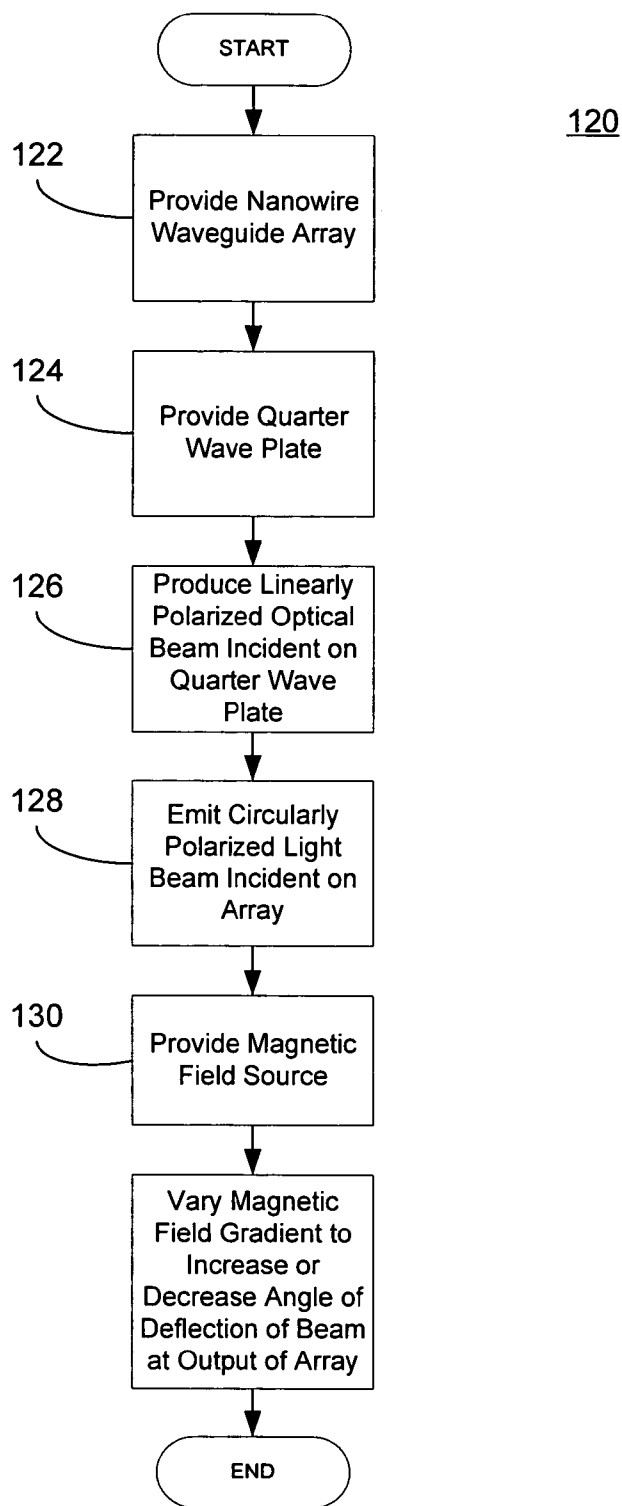 START
120
122
Provide Nanowire
Waveguide Array
124
Provide Quarter
Wave Plate
126
Produce Linearly
Polarized Optical
Beam Incident on
Quarter Wave
Plate
128
Emit Circularly
Polarized Light
Beam Incident on
Array
130
Provide Magnetic
Field Source
Vary Magnetic
Field Gradient to
Increase or
Decrease Angle of
Deflection of Beam
at Output of Array
END